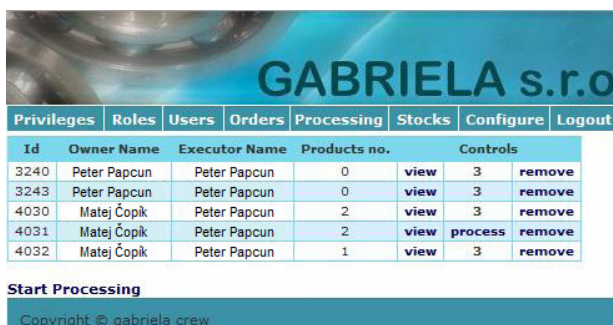 GABRIELA s.r.o
Privileges Roles Users Orders Processing Stocks Configure Logout
Id Owner Name Executor Name Products no. Controls
3240 Peter Papcun Peter Papcun 0 view 3 remove
3243 Peter Papcun Peter Papcun 0 view 3 remove
4030 Matej Čopík Peter Papcun 2 view 3 remove
4031 Matej Čopík Peter Papcun 2 view process remove
4032 Matej Čopík Peter Papcun 1 view 3 remove
Start Processing
Copyright © gabriela crew